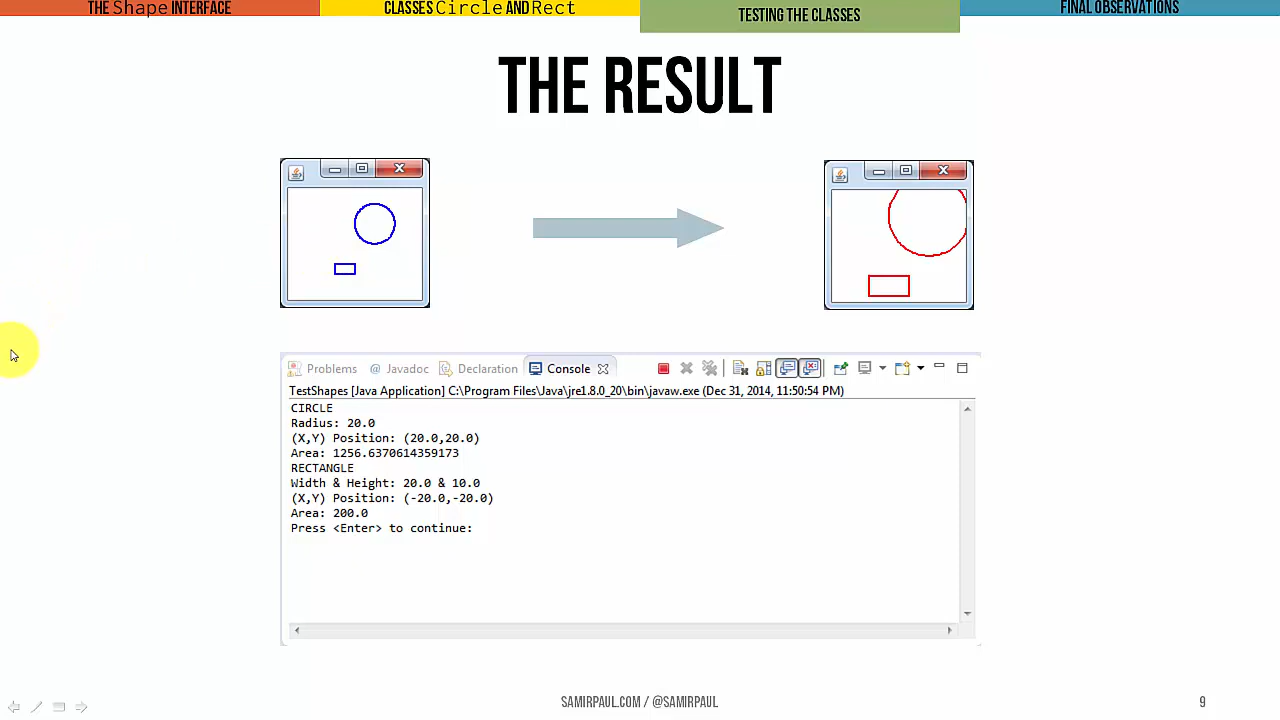 THE Shape INTERFACE
CLASSES Circle AND Rect
TESTING THE CLASSES
FINAL OBSERVATIONS
THE RESULT
Problems @ Javadoc Declaration Console
TestShapes [Java Application] C:\Program Files\Java\jre1.8.0_20\bin\javaw.exe (Dec 31, 2014, 11:50:54 PM)
CIRCLE
Radius: 20.0
(X,Y) Position: (20.0,20.0)
Area: 1256.6370614359173
RECTANGLE
Width & Height: 20.0 & 10.0
(X,Y) Position: (-20.0,-20.0)
Area: 200.0
Press <Enter> to continue:
SAMIRPAUL.COM / @SAMIRPAUL
9